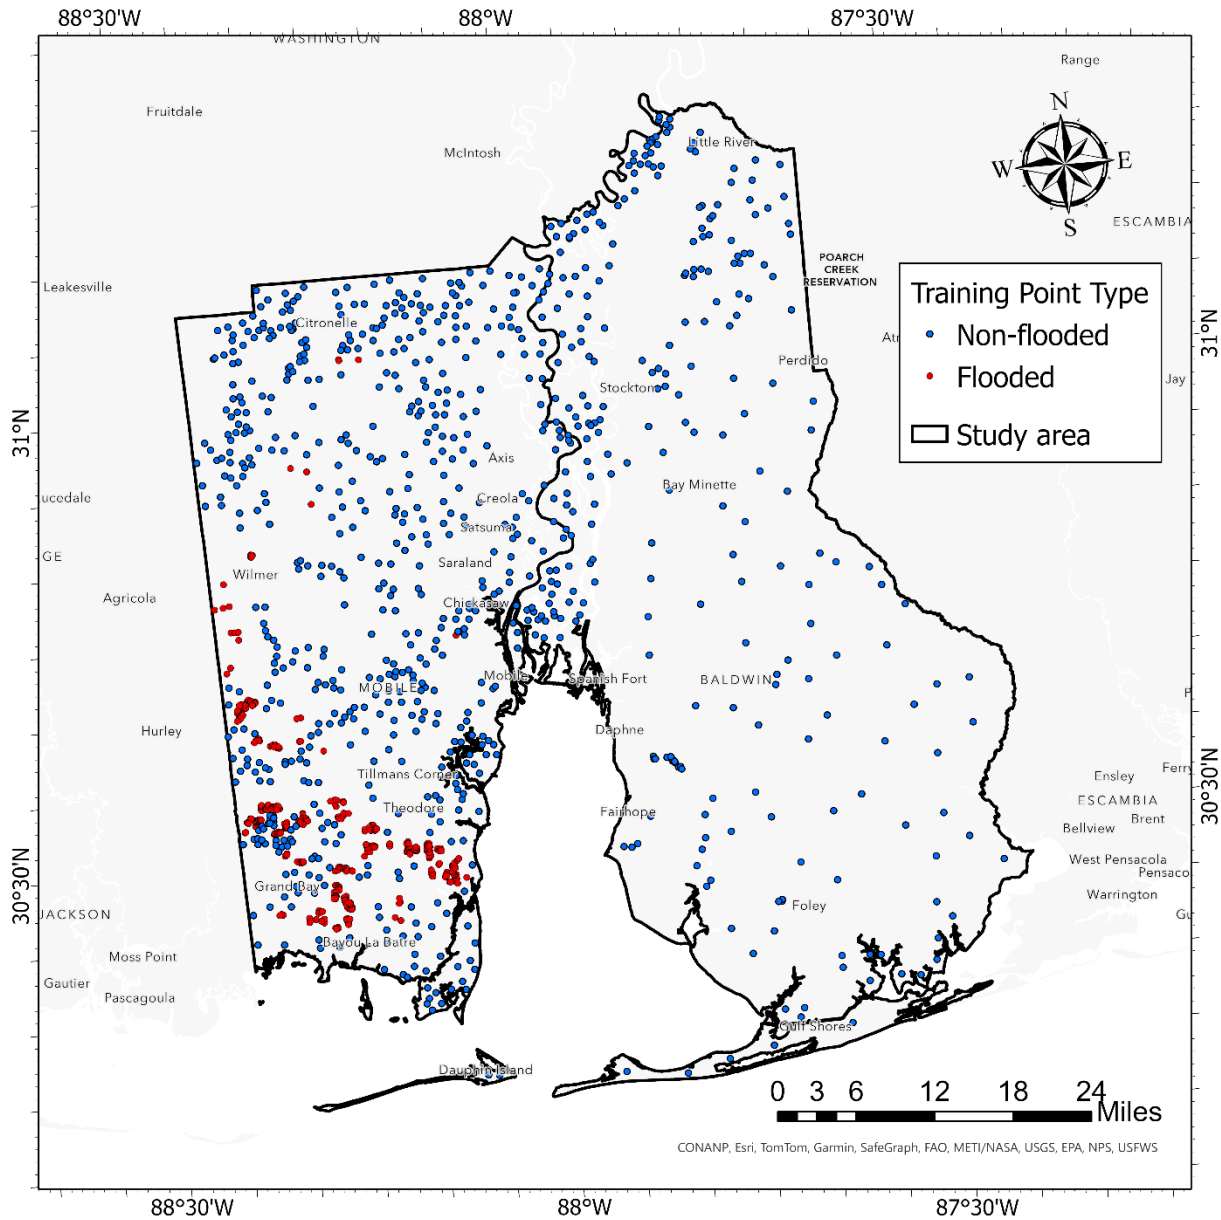 88°30'W 88°W 87°30'W
WASHINGTON
Range
Fruitdale
N
Little River
McIntosh
W E
S
ESCAMBIA
POARCH
CREEK
RESERVATION
Leakesville
Training Point Type
Citronelle
Non-flooded
31°N
Perdido
Flooded
Jay
Stockton
31°N
Study area
Axis
Bay Minette
ucedale
Creola
Satsuma
GE
Saraland
Wilmer
Agricola
Chickasaw
Mobile
Spanish Fort
MOBILE
BALDWIN
Hurley
Daphne
30°30'N
Tillmans Corner
Ferry
Ensley
Theodore
ESCAMBIA
Fairhope
Brent
Bellview
West Pensacola
Pensaco
30°30'N
Grand Bay
Warrington
Foley
JACKSON
Bayou La Batre
Moss Point
Gautier
Pascagoula
Gulf Shores
Dauphin Island
0 3 6 12 18 24
Miles
CONANP, Esri, TomTom, Garmin, SafeGraph, FAO, METI/NASA, USGS, EPA, NPS, USFWS
88°30'W 88°W 87°30'W